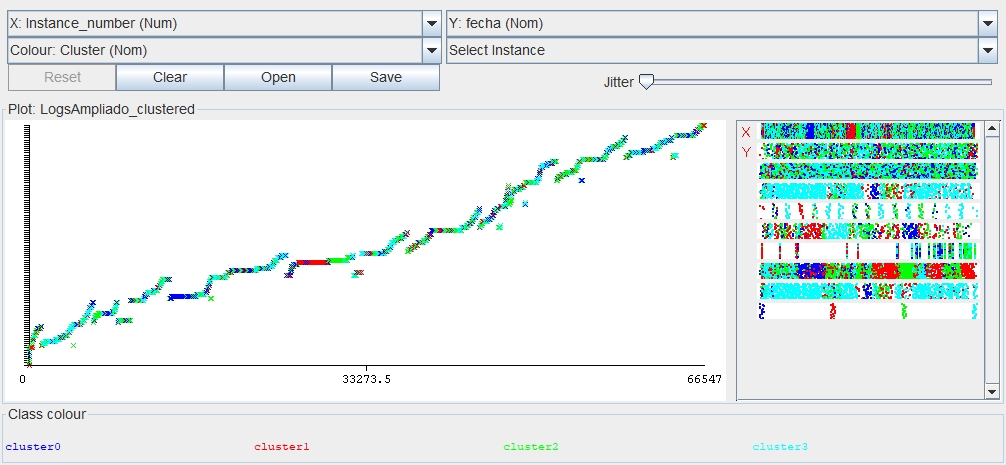 X: Instance_number (Num) Y: fecha (Nom)
Colour: Cluster (Nom) Select Instance
Reset Clear Open Save Jitter
Plot: LogsAmpliado_clustered
X
Y
0 33273.5 66547
Class colour
cluster0 cluster1 cluster2 cluster3